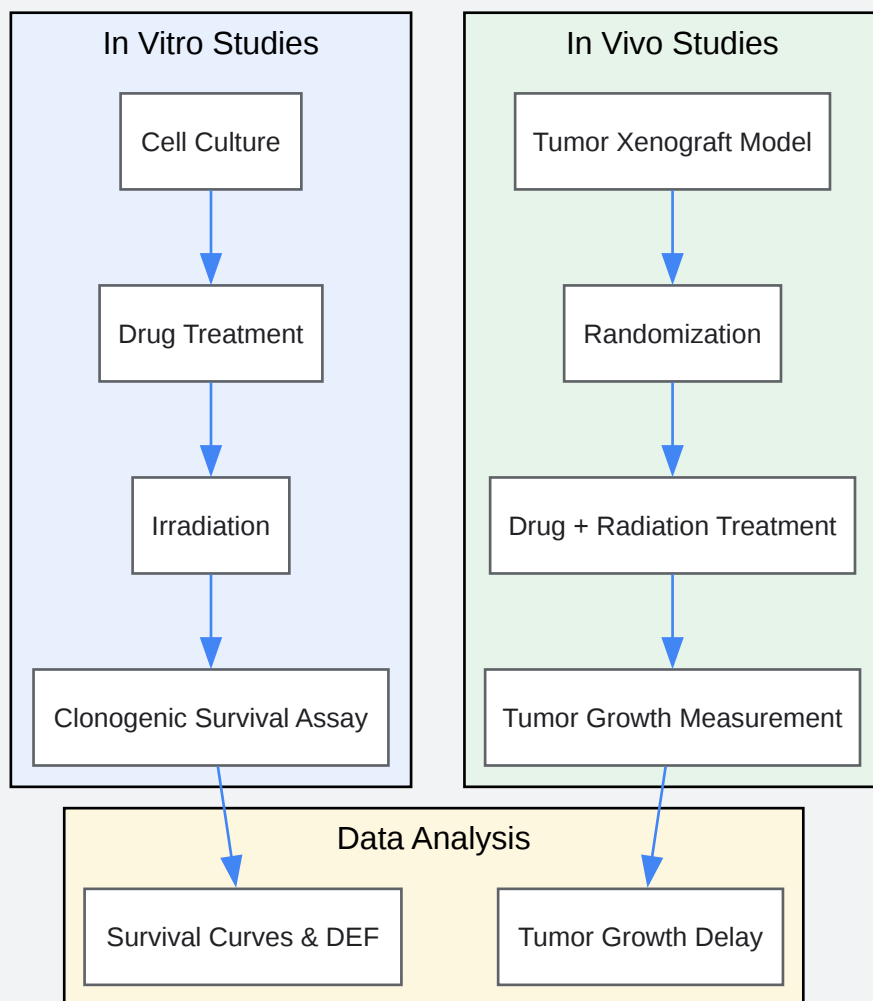 In Vitro Studies
Cell Culture
Drug Treatment
Irradiation
Clonogenic Survival Assay
In Vivo Studies
Tumor Xenograft Model
Randomization
Drug + Radiation Treatment
Tumor Growth Measurement
Data Analysis
Survival Curves & DEF
Tumor Growth Delay